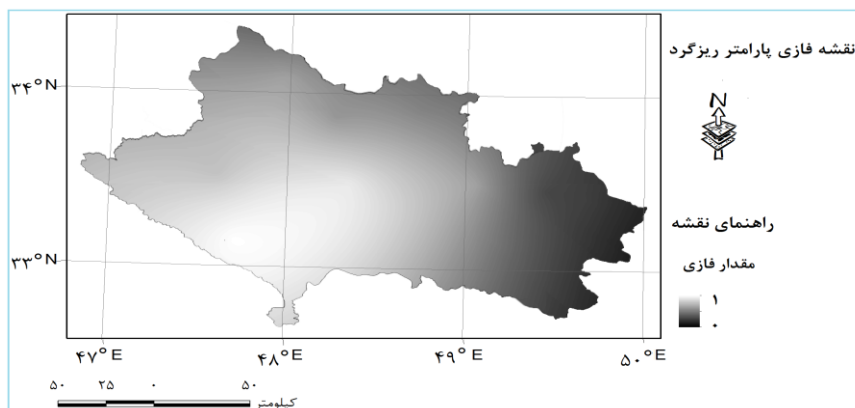 نقشه فازی پارامتر ریزگرد
N
راهنمای نقشه
مقدار فازی
۱
۰
۳۴°N
۳۳°N
۴۷°E
۴۸°E
۴۹°E
۵۰°E
۵۰ ۲۵ ۰ ۵۰
کیلومتر